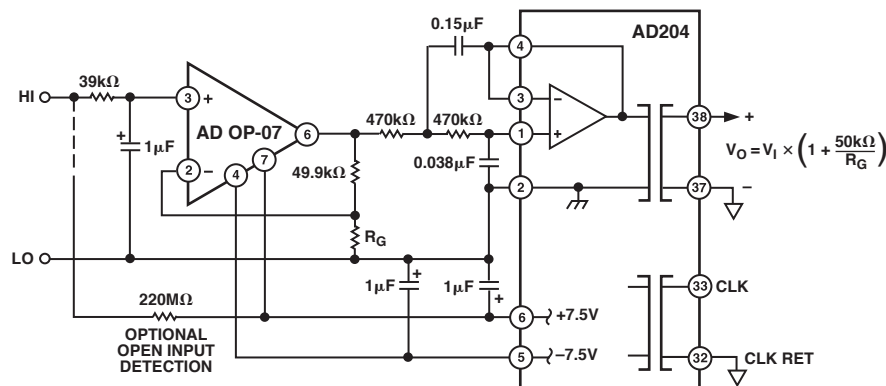 AD204
0.15µF
4
HI
39kΩ
3
+
AD OP-07
6
470kΩ
470kΩ
3
–
1
+
38
+
V_O = V_I × (1 + 50kΩ/R_G)
+
1µF
2
–
4
7
49.9kΩ
0.038µF
2
37
–
R_G
LO
1µF
+
1µF
+
33
CLK
220MΩ
6
+7.5V
OPTIONAL
OPEN INPUT
DETECTION
5
–7.5V
32
CLK RET